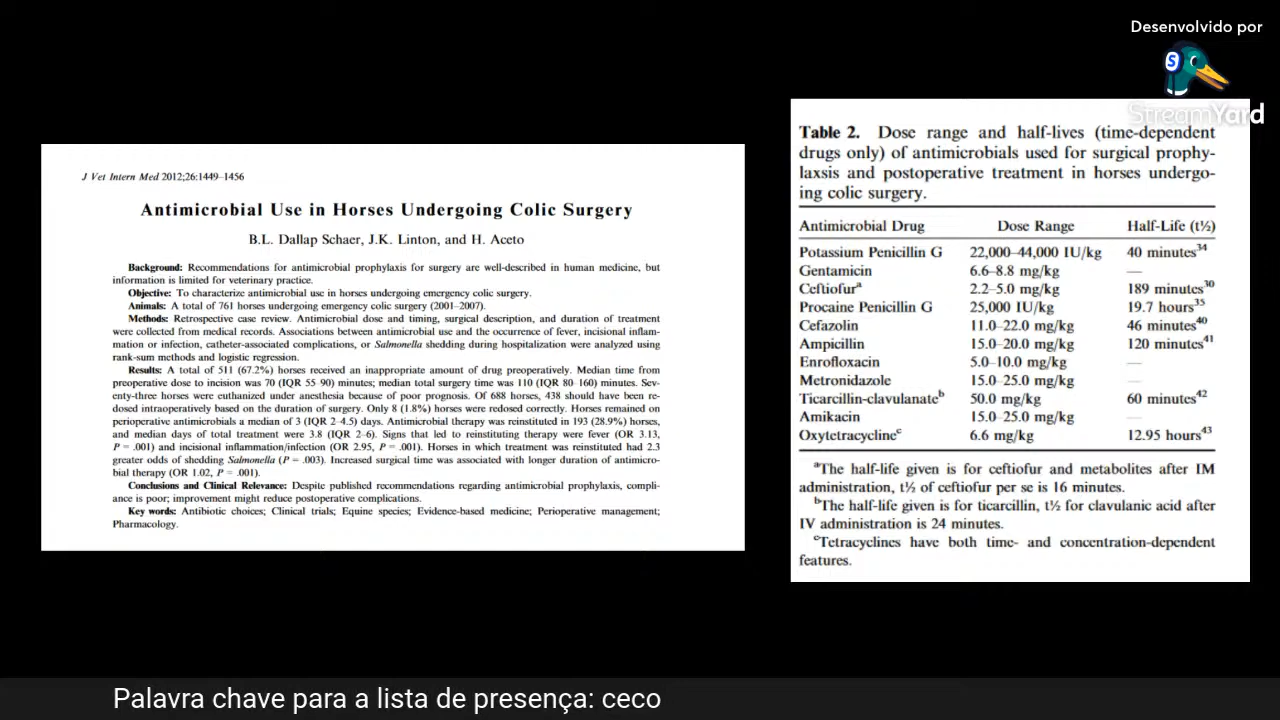 Desenvolvido por
StreamYard
J Vet Intern Med 2012;26:1449–1456
Antimicrobial Use in Horses Undergoing Colic Surgery
B.L. Dallap Schaer, J.K. Linton, and H. Aceto
Background: Recommendations for antimicrobial prophylaxis for surgery are well-described in human medicine, but
information is limited for veterinary practice.
Objective: To characterize antimicrobial use in horses undergoing emergency colic surgery.
Animals: A total of 761 horses undergoing emergency colic surgery (2001–2007).
Methods: Retrospective case review. Antimicrobial dose and timing, surgical description, and duration of treatment
were collected from medical records. Associations between antimicrobial use and the occurrence of fever, incisional inflam-
mation or infection, catheter-associated complications, or Salmonella shedding during hospitalization were analyzed using
rank-sum methods and logistic regression.
Results: A total of 511 (67.2%) horses received an inappropriate amount of drug preoperatively. Median time from
preoperative dose to incision was 70 (IQR 55–90) minutes; median total surgery time was 110 (IQR 80–160) minutes. Sev-
enty-three horses were euthanized under anesthesia because of poor prognosis. Of 688 horses, 438 should have been re-
dosed intraoperatively based on the duration of surgery. Only 8 (1.8%) horses were redosed correctly. Horses remained on
perioperative antimicrobials a median of 3 (IQR 2–4.5) days. Antimicrobial therapy was reinstituted in 193 (28.9%) horses,
and median days of total treatment were 3.8 (IQR 2–6). Signs that led to reinstituting therapy were fever (OR 3.13,
P = .001) and incisional inflammation/infection (OR 2.95, P = .001). Horses in which treatment was reinstituted had 2.3
greater odds of shedding Salmonella (P = .003). Increased surgical time was associated with longer duration of antimicro-
bial therapy (OR 1.02, P = .001).
Conclusions and Clinical Relevance: Despite published recommendations regarding antimicrobial prophylaxis, compli-
ance is poor; improvement might reduce postoperative complications.
Key words: Antibiotic choices; Clinical trials; Equine species; Evidence-based medicine; Perioperative management;
Pharmacology.
Table 2. Dose range and half-lives (time-dependent
drugs only) of antimicrobials used for surgical prophy-
laxsis and postoperative treatment in horses undergo-
ing colic surgery.
Antimicrobial Drug Dose Range Half-Life (t½)
Potassium Penicillin G 22,000–44,000 IU/kg 40 minutes34
Gentamicin 6.6–8.8 mg/kg —
Ceftiofura 2.2–5.0 mg/kg 189 minutes30
Procaine Penicillin G 25,000 IU/kg 19.7 hours35
Cefazolin 11.0–22.0 mg/kg 46 minutes40
Ampicillin 15.0–20.0 mg/kg 120 minutes41
Enrofloxacin 5.0–10.0 mg/kg —
Metronidazole 15.0–25.0 mg/kg —
Ticarcillin-clavulanateb 50.0 mg/kg 60 minutes42
Amikacin 15.0–25.0 mg/kg —
Oxytetracyclinec 6.6 mg/kg 12.95 hours43
aThe half-life given is for ceftiofur and metabolites after IM
administration, t½ of ceftiofur per se is 16 minutes.
bThe half-life given is for ticarcillin, t½ for clavulanic acid after
IV administration is 24 minutes.
cTetracyclines have both time- and concentration-dependent
features.
Palavra chave para a lista de presença: ceco